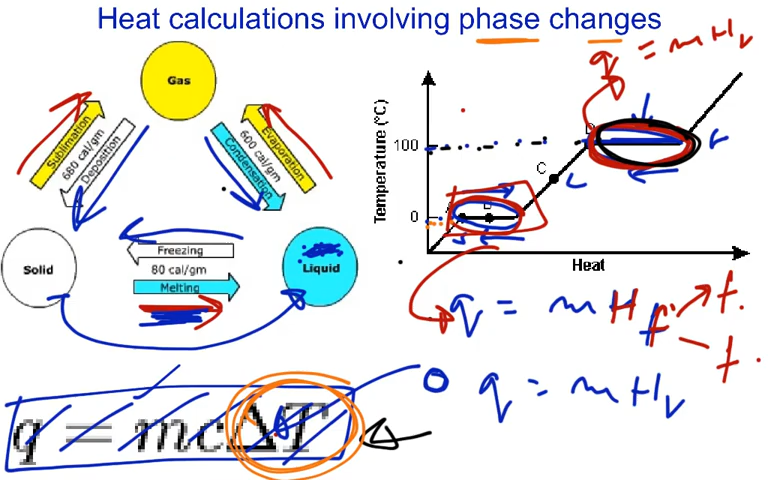 Heat calculations involving phase changes
q = mHv
Gas
Sublimation
680 cal/gm
Deposition
Evaporation
600 cal/gm
Condensation
Solid
Freezing
80 cal/gm
Melting
Liquid
Temperature (°C)
100
0
C
D
B
L
S
Heat
q = mHf
f.
f.
q = mHv
q = mcΔT
0